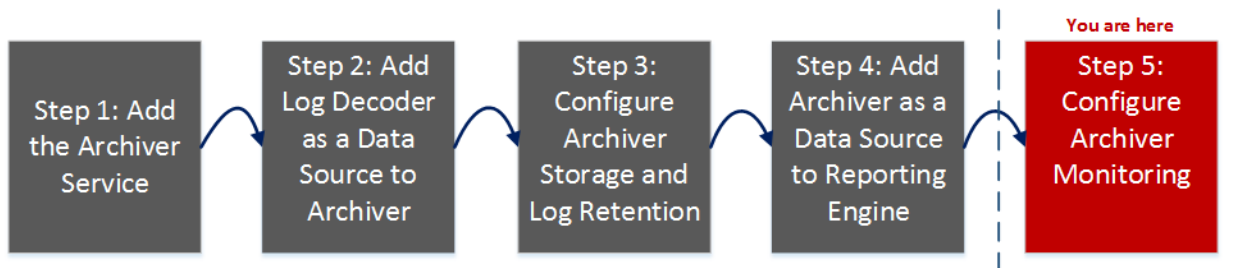 Step 1: Add
the Archiver
Service
Step 2: Add
Log Decoder
as a Data
Source to
Archiver
Step 3:
Configure
Archiver
Storage and
Log Retention
Step 4: Add
Archiver as a
Data Source
to Reporting
Engine
You are here
Step 5:
Configure
Archiver
Monitoring